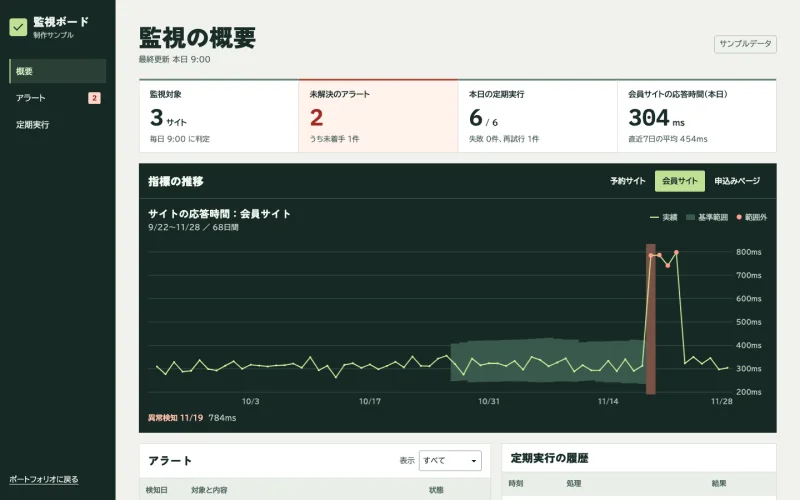 監視ボード
制作サンプル
概要
アラート 2
定期実行
ポートフォリオに戻る
監視の概要
最終更新 本日 9:00
サンプルデータ
監視対象
3 サイト
毎日 9:00 に判定
未解決のアラート
2
うち未着手 1件
本日の定期実行
6 / 6
失敗 0件、再試行 1件
会員サイトの応答時間(本日)
304 ms
直近7日の平均 454ms
指標の推移
予約サイト 会員サイト 申込みページ
サイトの応答時間：会員サイト
9/22〜11/28 ／ 68日間
実績 基準範囲 範囲外
800ms
700ms
600ms
500ms
400ms
300ms
200ms
10/3 10/17 10/31 11/14 11/28
異常検知 11/19 784ms
アラート
表示 すべて
検知日 対象と内容 状態
定期実行の履歴
時刻 処理 結果